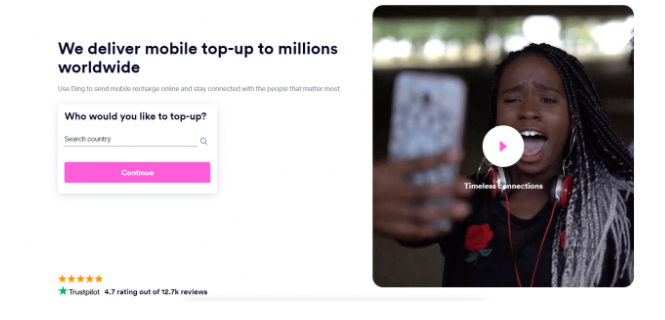 We deliver mobile top-up to millions
worldwide
Use Ding to send mobile recharge online and stay connected with the people that matter most
Who would you like to top-up?
Search country
Continue
Timeless connections
Trustpilot 4.7 rating out of 12.7k reviews